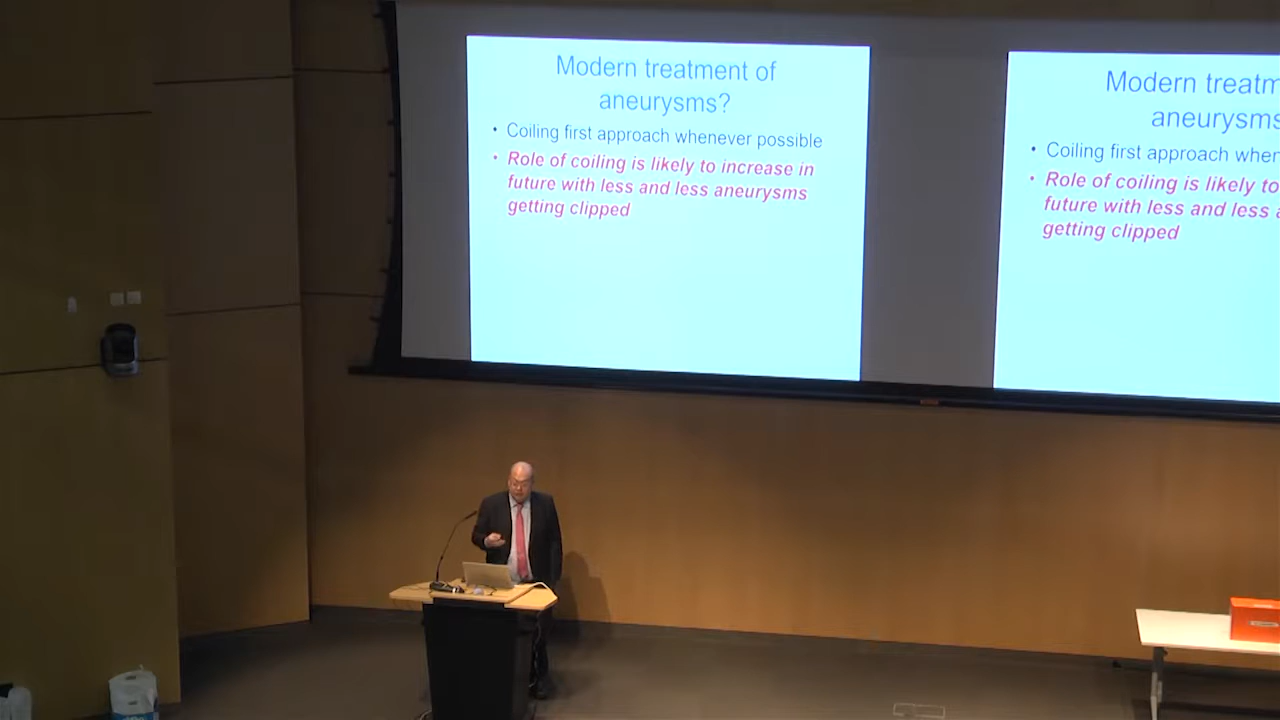 Modern treatment of
aneurysms?
• Coiling first approach whenever possible
• Role of coiling is likely to increase in
future with less and less aneurysms
getting clipped
Modern treatm
aneurysms
• Coiling first approach when
• Role of coiling is likely to
future with less and less a
getting clipped